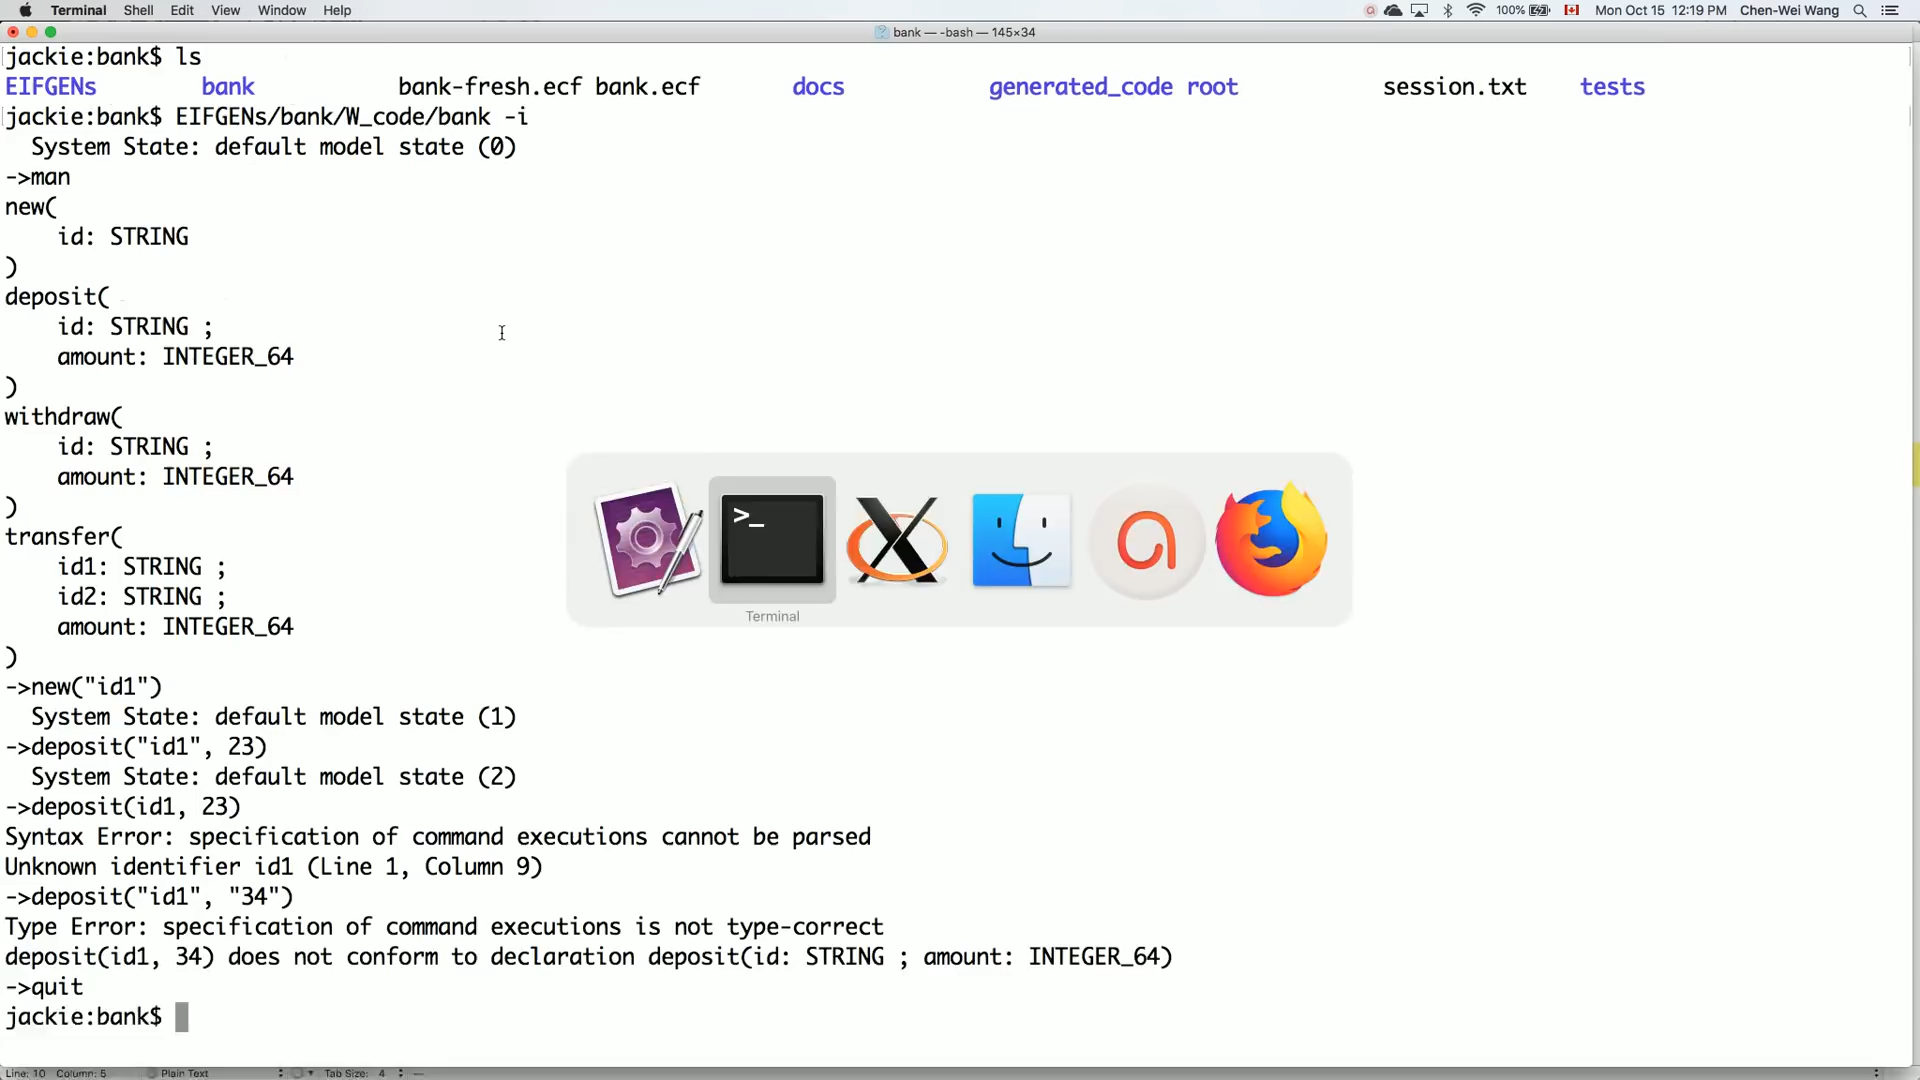 Terminal Shell Edit View Window Help 100% Mon Oct 15 12:19 PM Chen-Wei Wang
bank — -bash — 145×34
jackie:bank$ ls
EIFGENs bank bank-fresh.ecf bank.ecf docs generated_code root session.txt tests
jackie:bank$ EIFGENs/bank/W_code/bank -i
System State: default model state (0)
->man
new(
id: STRING
)
deposit(
id: STRING ;
amount: INTEGER_64
)
withdraw(
id: STRING ;
amount: INTEGER_64
)
transfer(
id1: STRING ;
id2: STRING ;
amount: INTEGER_64
)
->new("id1")
System State: default model state (1)
->deposit("id1", 23)
System State: default model state (2)
->deposit(id1, 23)
Syntax Error: specification of command executions cannot be parsed
Unknown identifier id1 (Line 1, Column 9)
->deposit("id1", "34")
Type Error: specification of command executions is not type-correct
deposit(id1, 34) does not conform to declaration deposit(id: STRING ; amount: INTEGER_64)
->quit
jackie:bank$
>_
Terminal
Line: 10 Column: 5 Plain Text Tab Size: 4 —